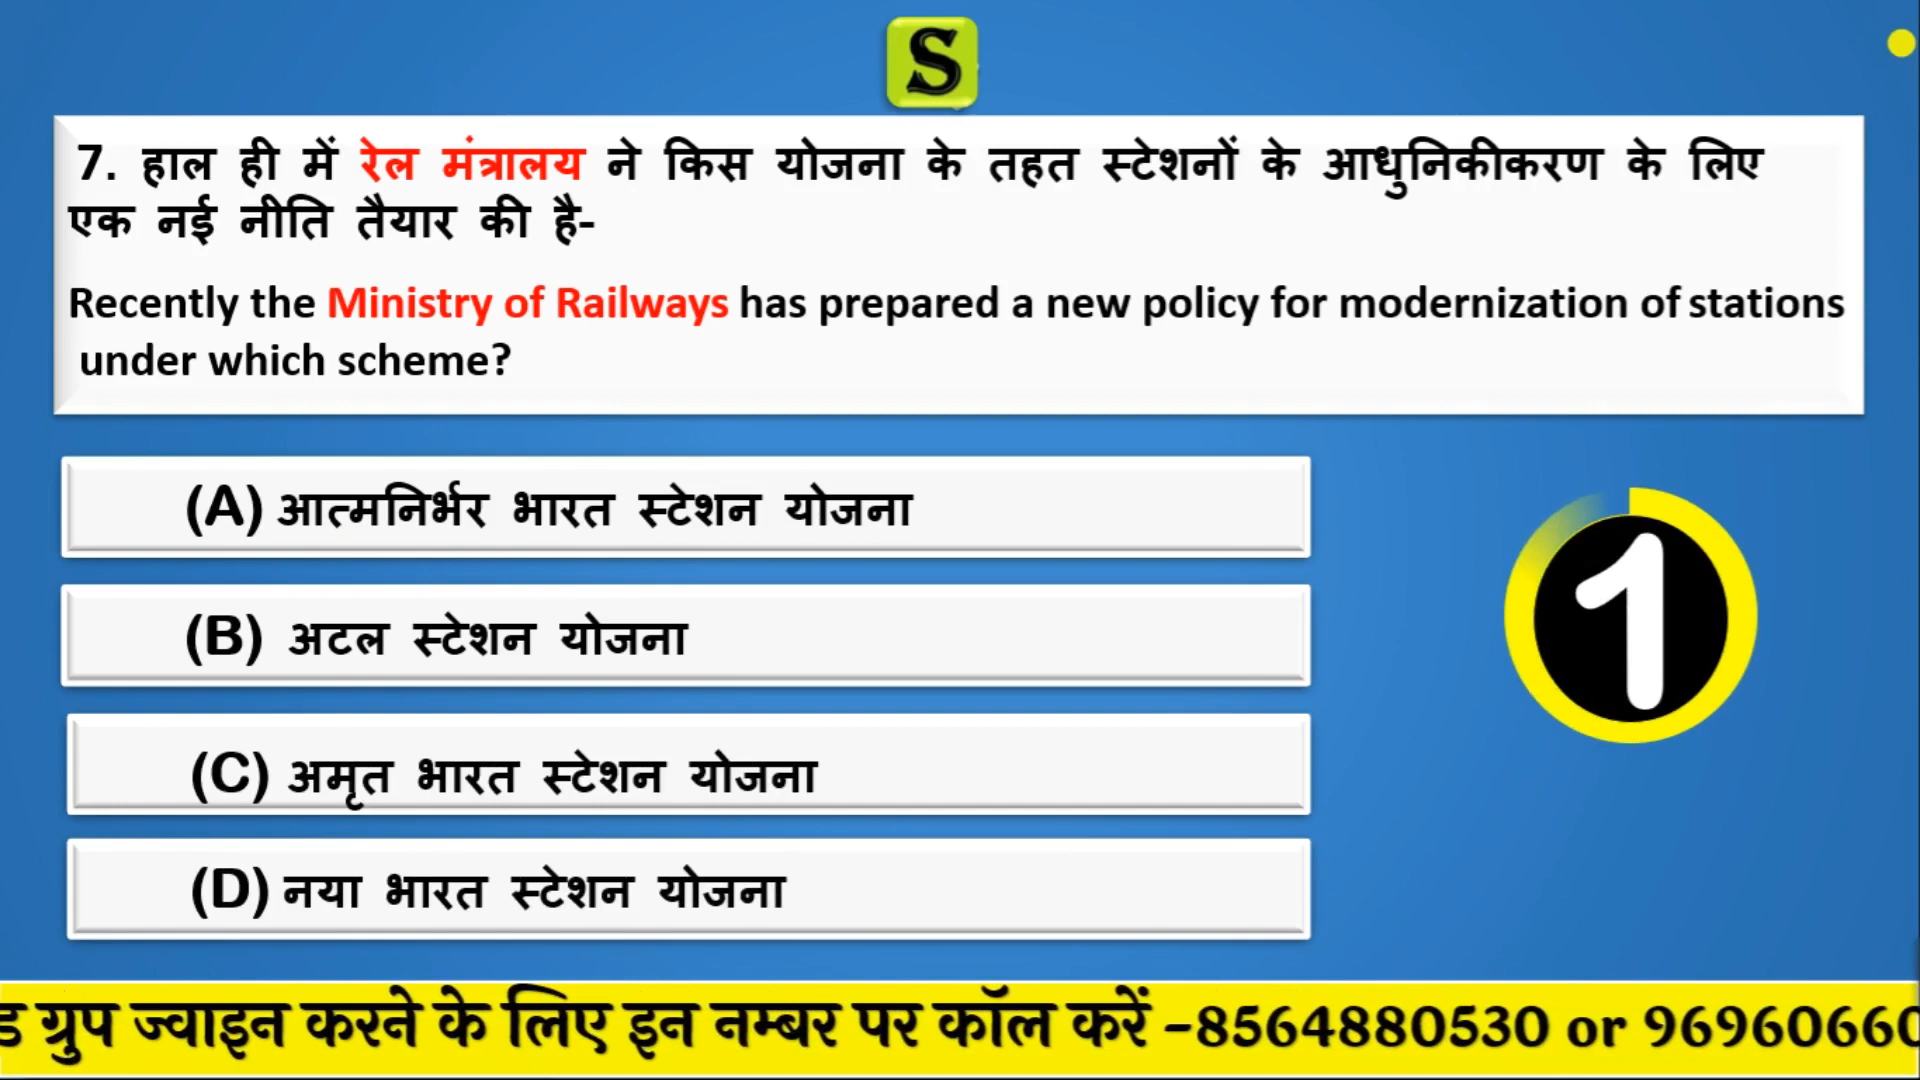 S
7. हाल ही में रेल मंत्रालय ने किस योजना के तहत स्टेशनों के आधुनिकीकरण के लिए
एक नई नीति तैयार की है-
Recently the Ministry of Railways has prepared a new policy for modernization of stations
under which scheme?
(A) आत्मनिर्भर भारत स्टेशन योजना
(B) अटल स्टेशन योजना
1
(C) अमृत भारत स्टेशन योजना
(D) नया भारत स्टेशन योजना
ग्रुप ज्वाइन करने के लिए इन नम्बर पर कॉल करें –8564880530 or